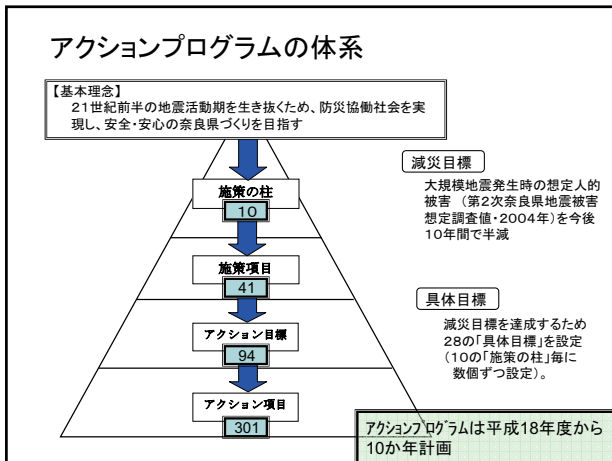 アクションプログラムの体系
【基本理念】
21世紀前半の地震活動期を生き抜くため、防災協働社会を実
現し、安全・安心の奈良県づくりを目指す
施策の柱
10
施策項目
41
アクション目標
94
アクション項目
301
減災目標
大規模地震発生時の想定人的
被害 (第2次奈良県地震被害
想定調査値・2004年)を今後
10年間で半減
具体目標
減災目標を達成するため
28の「具体目標」を設定
(10の「施策の柱」毎に
数個ずつ設定)。
アクションプログラムは平成18年度から
10か年計画